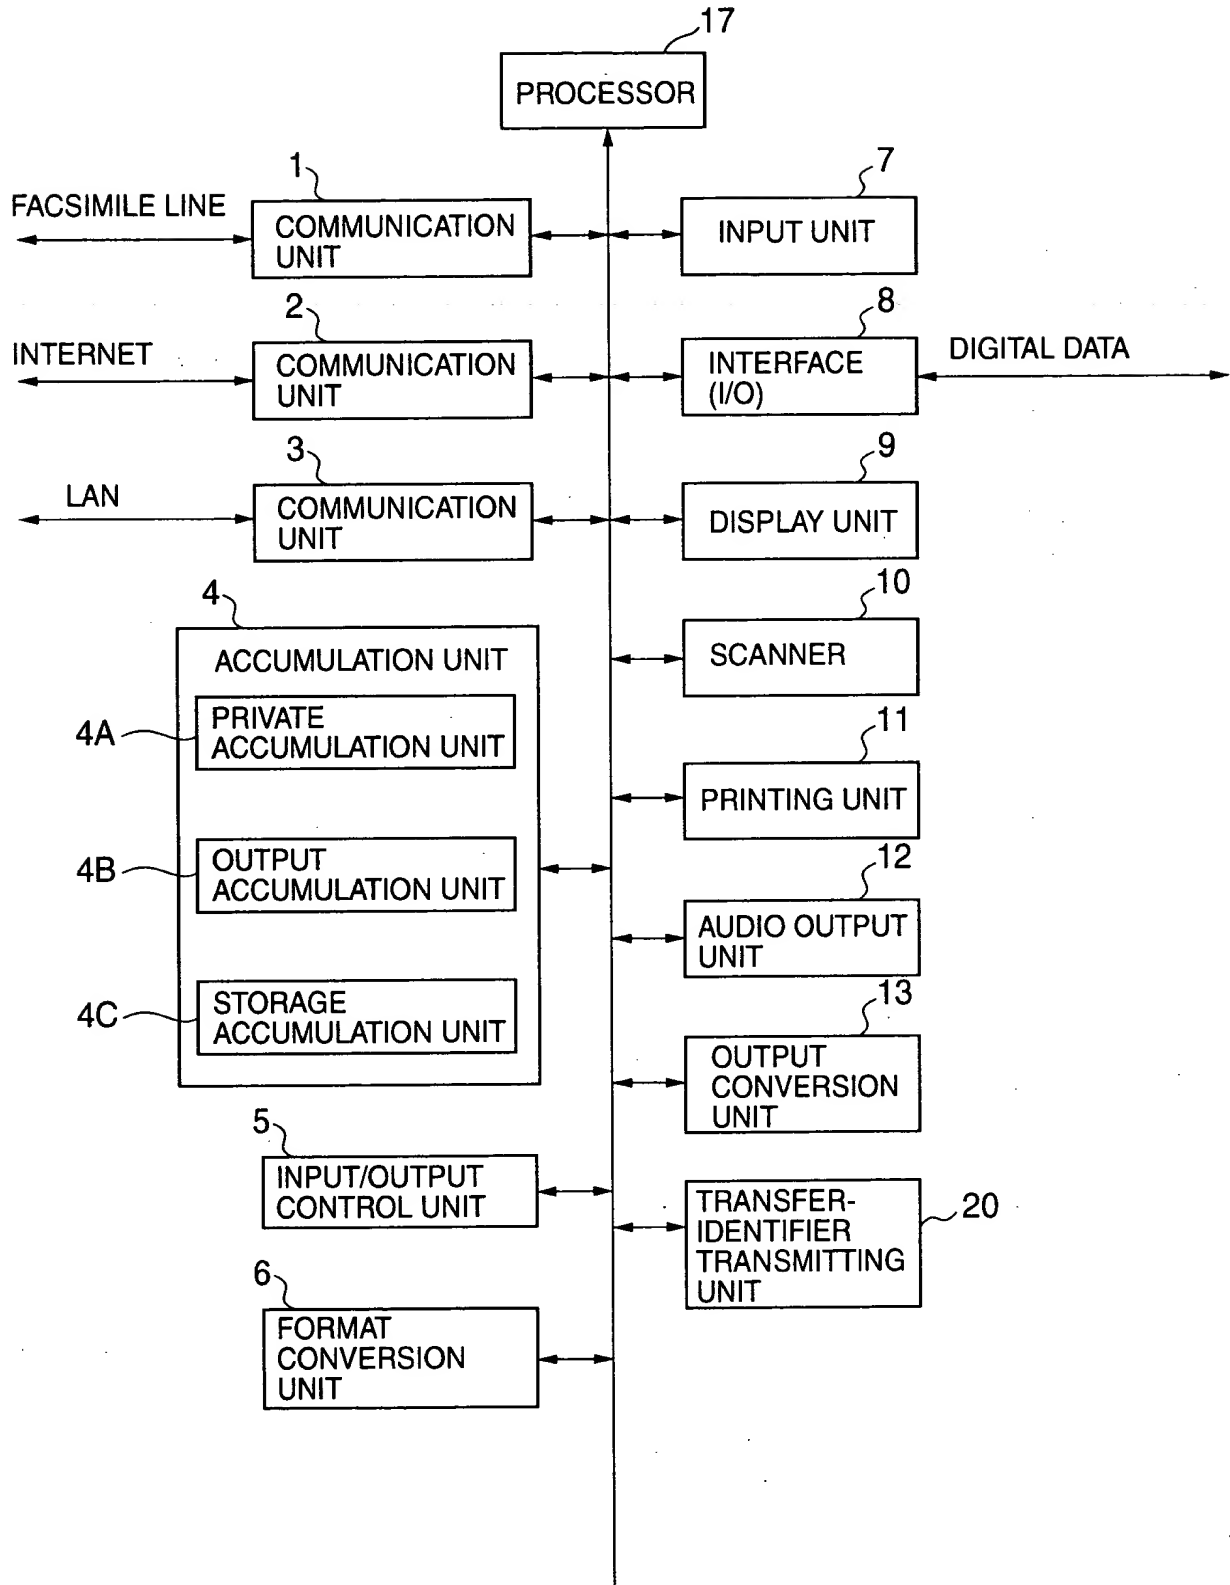 17
PROCESSOR
1
FACSIMILE LINE
COMMUNICATION
UNIT
7
INPUT UNIT
2
INTERNET
COMMUNICATION
UNIT
8
INTERFACE
(I/O)
DIGITAL DATA
3
LAN
COMMUNICATION
UNIT
9
DISPLAY UNIT
4
ACCUMULATION UNIT
4A
PRIVATE
ACCUMULATION UNIT
4B
OUTPUT
ACCUMULATION UNIT
4C
STORAGE
ACCUMULATION UNIT
10
SCANNER
11
PRINTING UNIT
12
AUDIO OUTPUT
UNIT
13
OUTPUT
CONVERSION
UNIT
5
INPUT/OUTPUT
CONTROL UNIT
20
TRANSFER-
IDENTIFIER
TRANSMITTING
UNIT
6
FORMAT
CONVERSION
UNIT